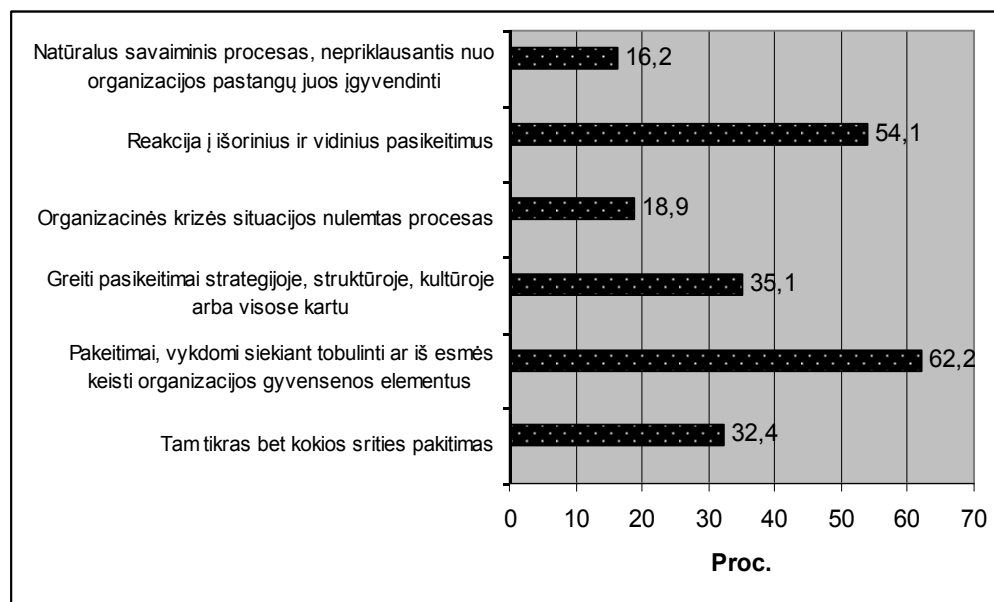 Natūralus savaiminis procesas, nepriklausantis nuo
organizacijos pastangų juos įgyvendinti
16,2
Reakcija į išorinius ir vidinius pasikeitimus
54,1
Organizacinės krizės situacijos nulemtas procesas
18,9
Greiti pasikeitimai strategijoje, struktūroje, kultūroje
arba visose kartu
35,1
Pakeitimai, vykdomi siekiant tobulinti ar iš esmės
keisti organizacijos gyvensenos elementus
62,2
Tam tikras bet kokios srities pakitimas
32,4
0 10 20 30 40 50 60 70
Proc.